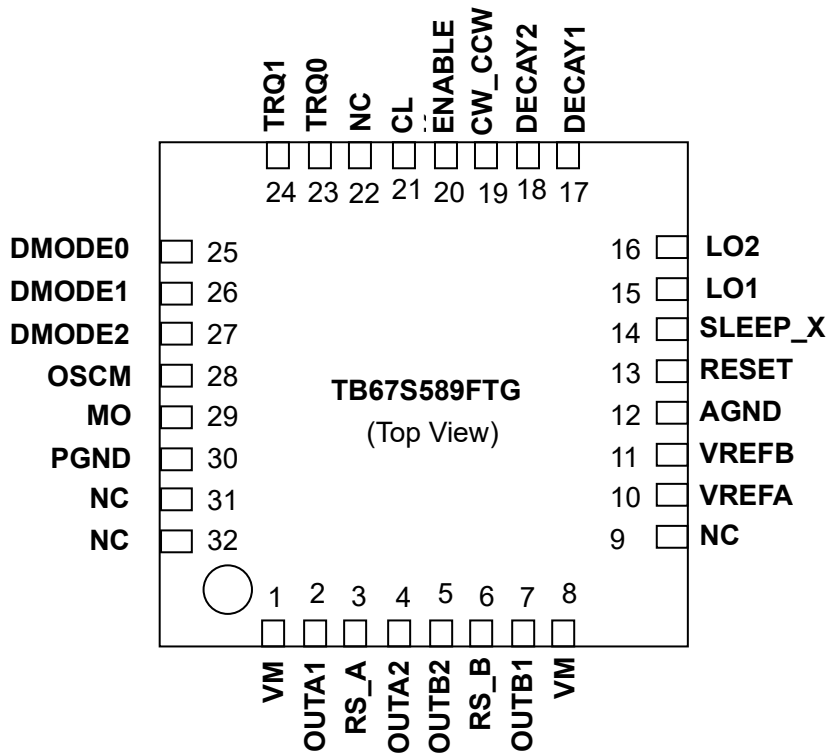 TRQ1
TRQ0
NC
CL
ENABLE
CW_CCW
DECAY2
DECAY1
24 23 22 21 20 19 18 17
DMODE0 25
DMODE1 26
DMODE2 27
OSCM 28
MO 29
PGND 30
NC 31
NC 32
TB67S589FTG
(Top View)
16 LO2
15 LO1
14 SLEEP_X
13 RESET
12 AGND
11 VREFB
10 VREFA
9 NC
1 2 3 4 5 6 7 8
VM
OUTA1
RS_A
OUTA2
OUTB2
RS_B
OUTB1
VM